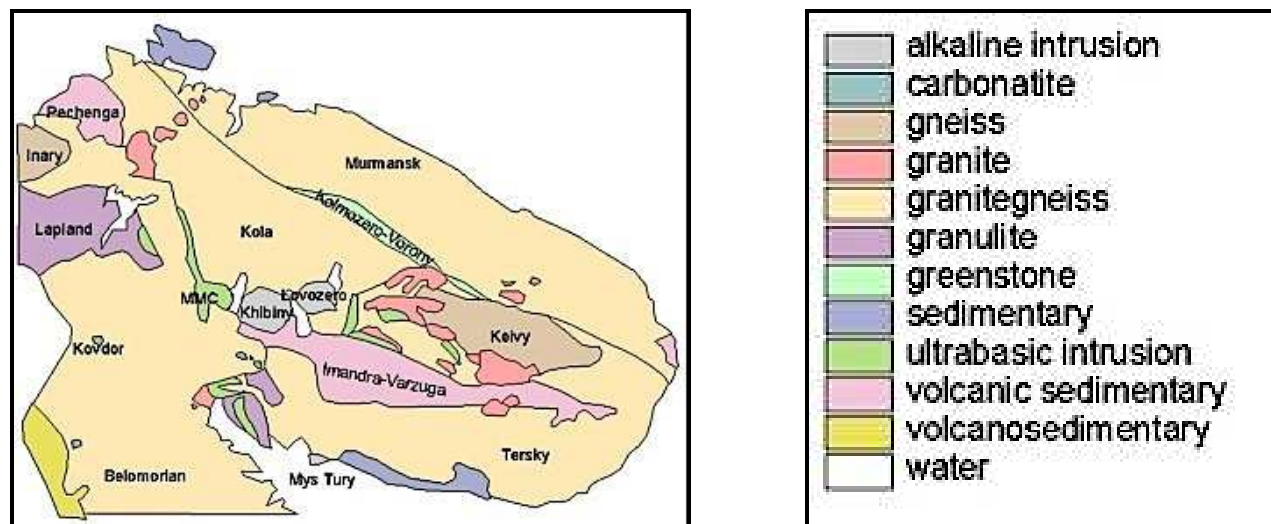 Pechenga
Inary
Murmansk
Kolmozero-Vorony
Lapland
Kola
MMC
Khibiny
Lovozero
Keivy
Kovdor
Imandra-Varzuga
Tersky
Belomorian
Mys Tury
alkaline intrusion
carbonatite
gneiss
granite
granitegneiss
granulite
greenstone
sedimentary
ultrabasic intrusion
volcanic sedimentary
volcanosedimentary
water